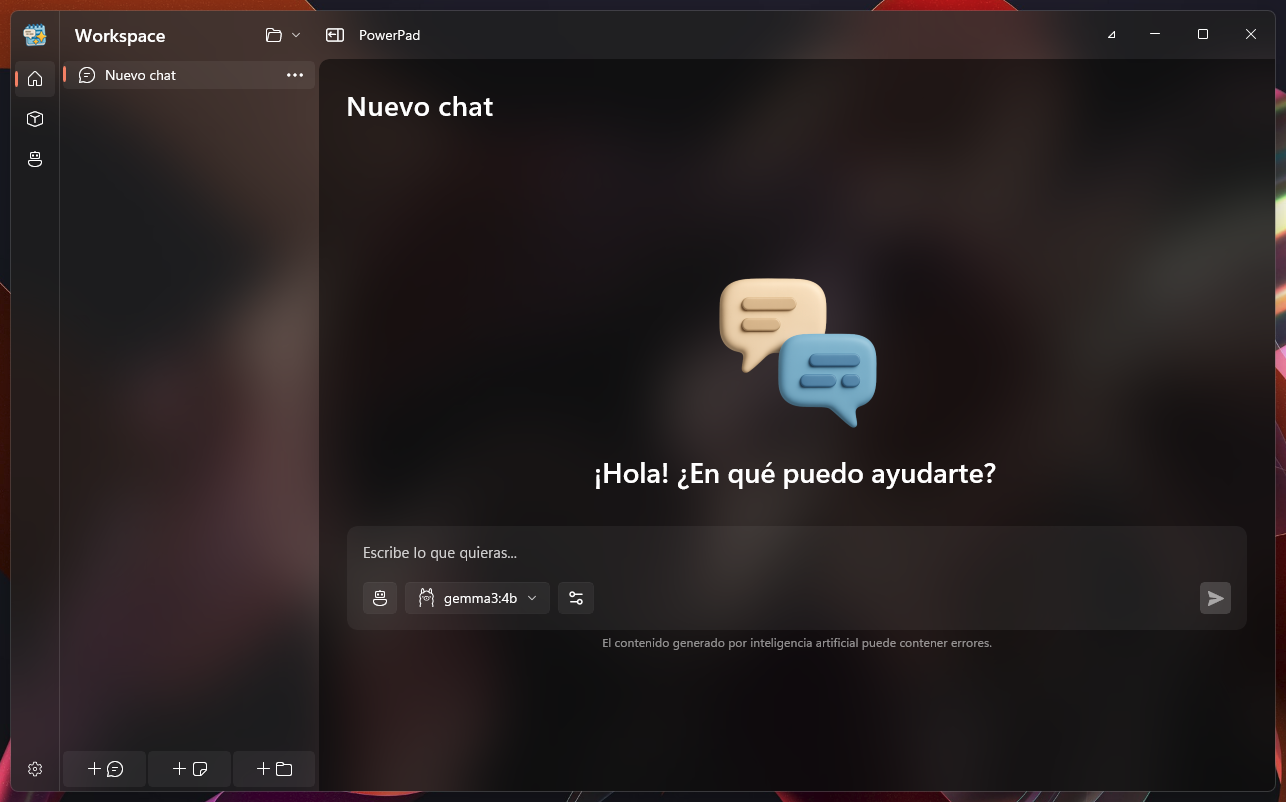 Workspace
PowerPad
Nuevo chat
Nuevo chat
¡Hola! ¿En qué puedo ayudarte?
Escribe lo que quieras...
gemma3:4b
El contenido generado por inteligencia artificial puede contener errores.